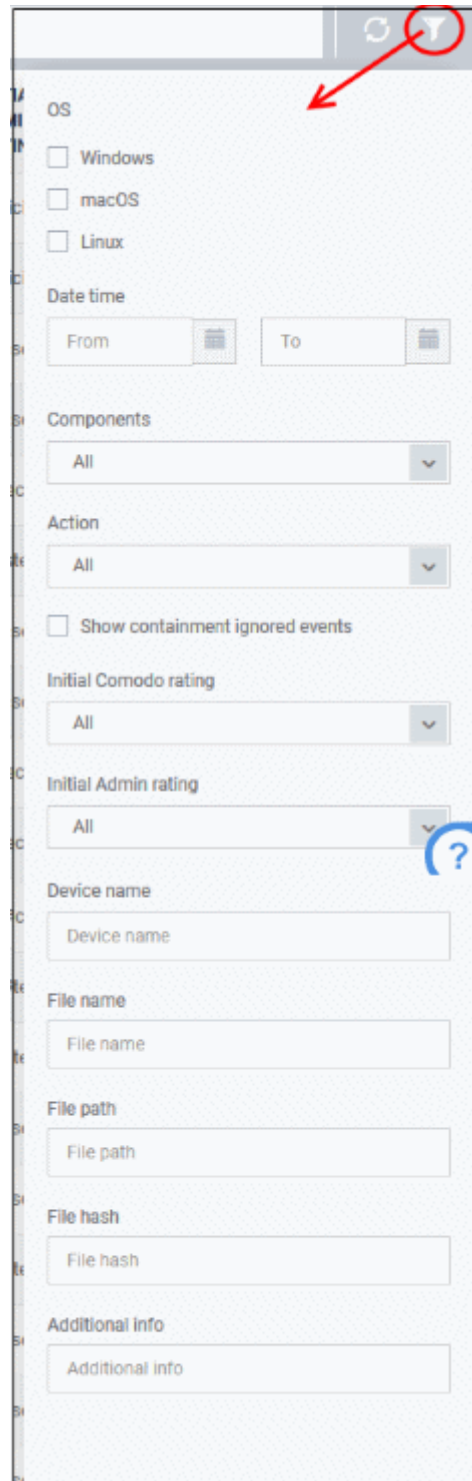 OS
Windows
macOS
Linux
Date time
From To
Components
All
Action
All
Show containment ignored events
Initial Comodo rating
All
Initial Admin rating
All
?
Device name
Device name
File name
File name
File path
File path
File hash
File hash
Additional info
Additional info